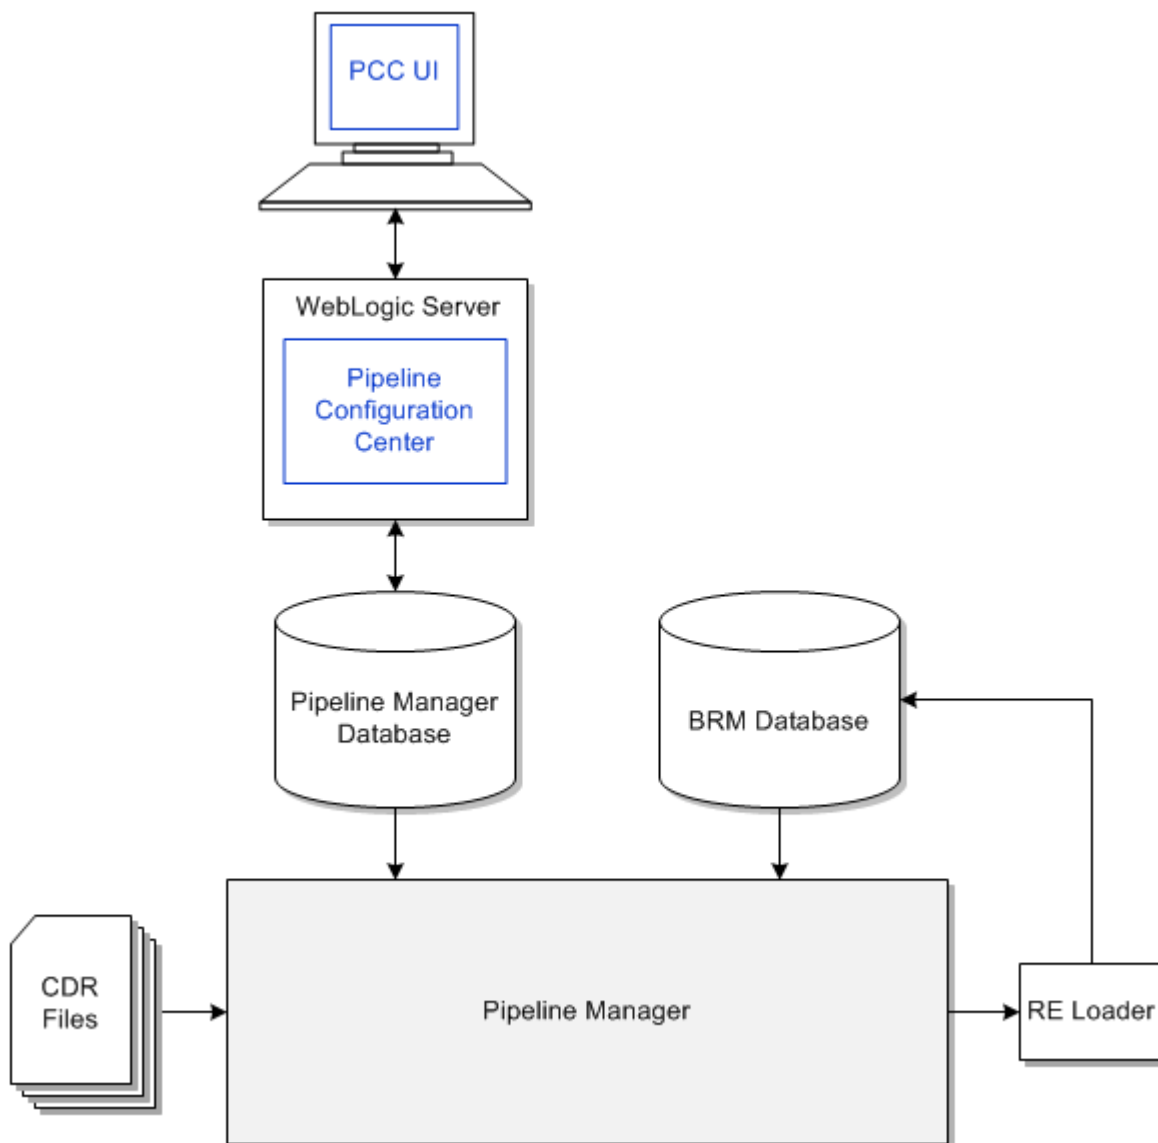 PCC UI
WebLogic Server
Pipeline
Configuration
Center
Pipeline Manager
Database
BRM Database
CDR
Files
Pipeline Manager
RE Loader